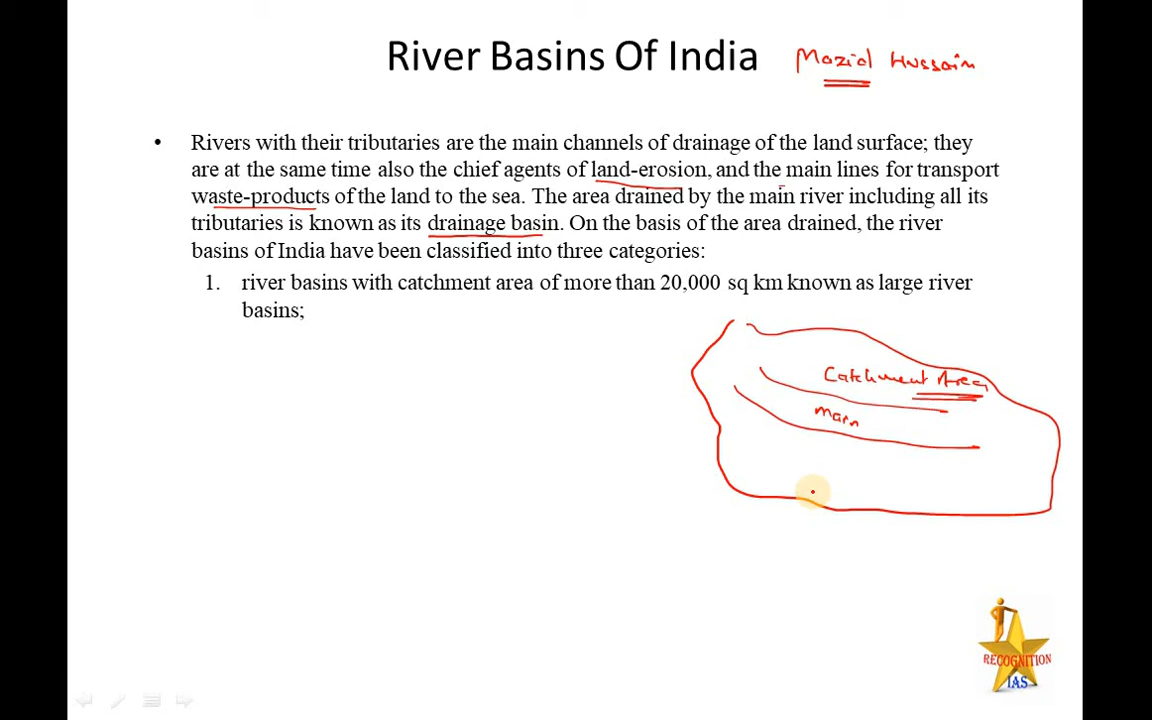 River Basins Of India
Mazid Hussain
• Rivers with their tributaries are the main channels of drainage of the land surface; they
are at the same time also the chief agents of land-erosion, and the main lines for transport
waste-products of the land to the sea. The area drained by the main river including all its
tributaries is known as its drainage basin. On the basis of the area drained, the river
basins of India have been classified into three categories:
1. river basins with catchment area of more than 20,000 sq km known as large river
basins;
Catchment Area
main
RECOGNITION
IAS